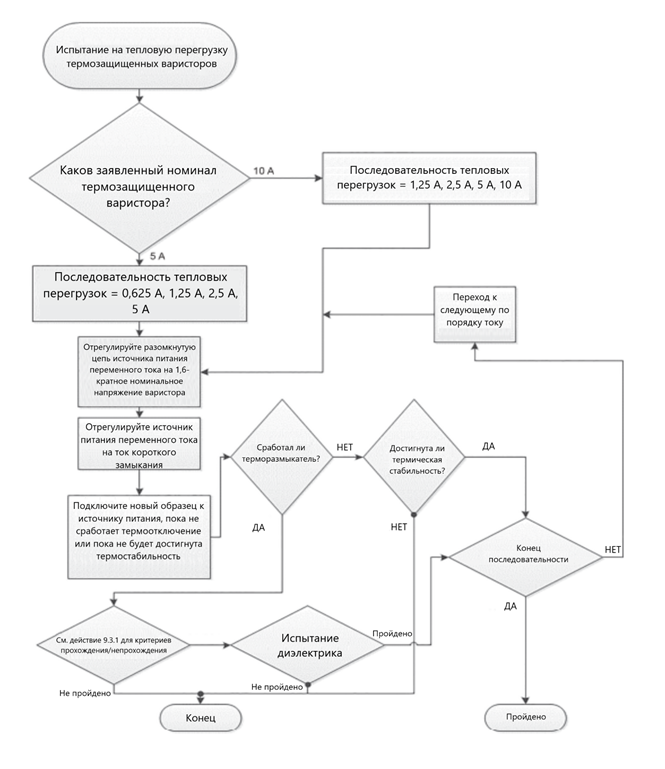 Испытание на тепловую перегрузку
термозащищенных варисторов
Каков заявленный номинал
термозащищенного
варистора?
10 А
Последовательность тепловых
перегрузок = 1,25 А, 2,5 А, 5 А, 10 А
5 А
Последовательность тепловых
перегрузок = 0,625 А, 1,25 А, 2,5 А,
5 А
Переход к
следующему по
порядку току
Отрегулируйте разомкнутую
цепь источника питания
переменного тока на 1,6-
кратное номинальное
напряжение варистора
Отрегулируйте источник
питания переменного тока
на ток короткого
замыкания
Подключите новый образец к
источнику питания, пока не
сработает термоотключение
или пока не будет достигнута
термостабильность
Сработал ли
терморазмыкатель?
НЕТ
ДА
Достигнута ли
термическая
стабильность?
ДА
НЕТ
Конец
последовательности
НЕТ
ДА
См. действие 9.3.1 для критериев
прохождения/непрохождения
Испытание
диэлектрика
Пройдено
Не пройдено
Не пройдено
Конец
Пройдено